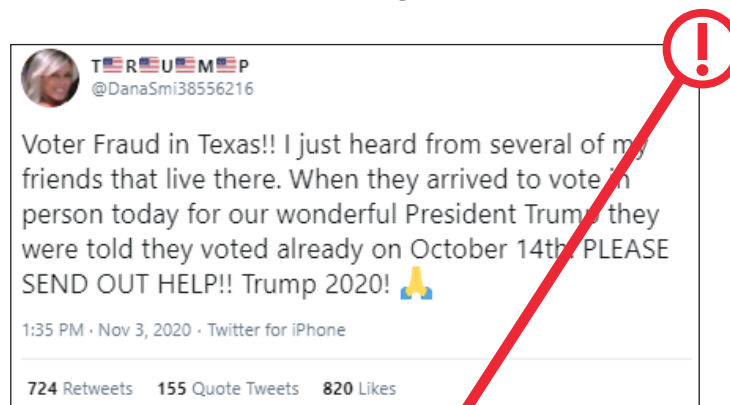 T🇺🇸R🇺🇸U🇺🇸M🇺🇸P
@DanaSmi38556216
Voter Fraud in Texas!! I just heard from several of my
friends that live there. When they arrived to vote in
person today for our wonderful President Trump they
were told they voted already on October 14th! PLEASE
SEND OUT HELP!! Trump 2020! 🙏
1:35 PM · Nov 3, 2020 · Twitter for iPhone
724 Retweets 155 Quote Tweets 820 Likes